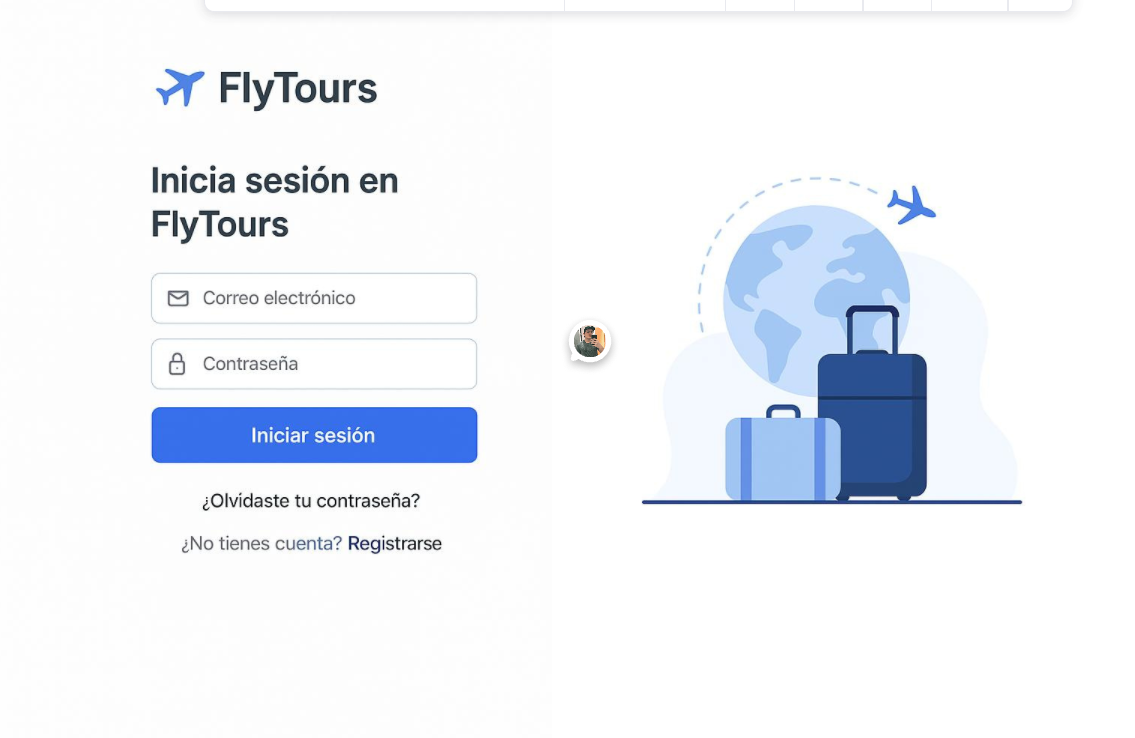 FlyTours
Inicia sesión en
FlyTours
Correo electrónico
Contraseña
Iniciar sesión
¿Olvidaste tu contraseña?
¿No tienes cuenta? Registrarse